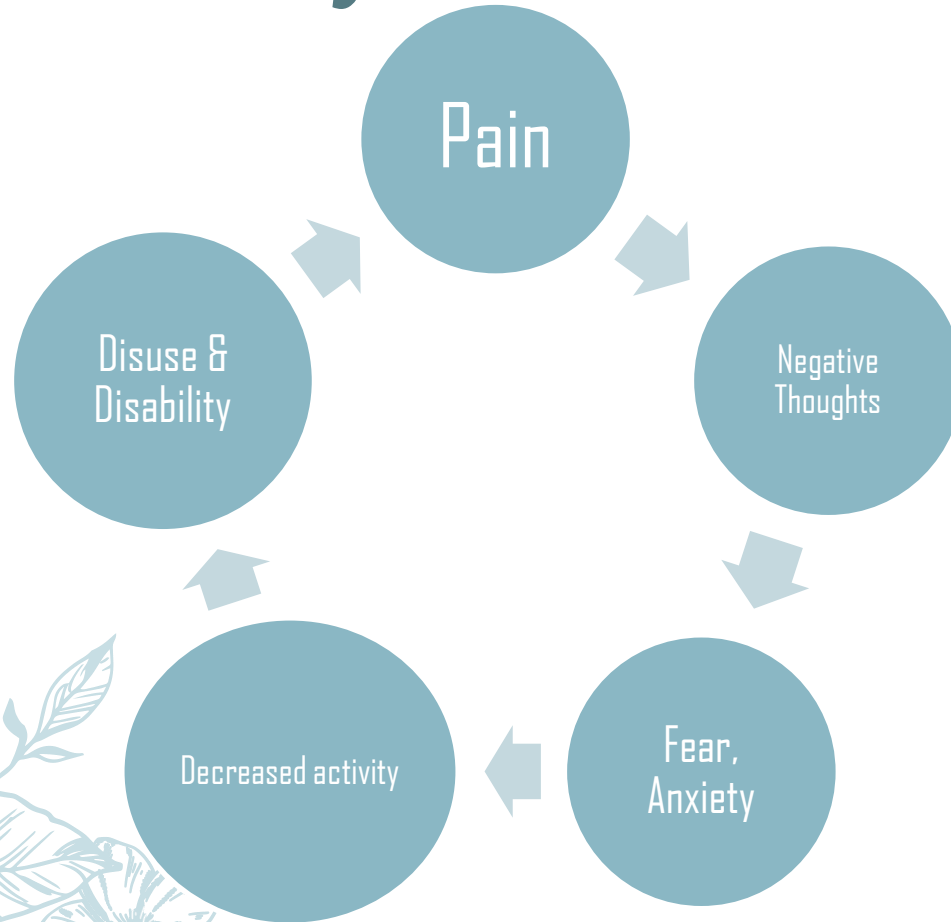 Pain
Negative
Thoughts
Fear,
Anxiety
Decreased activity
Disuse &
Disability